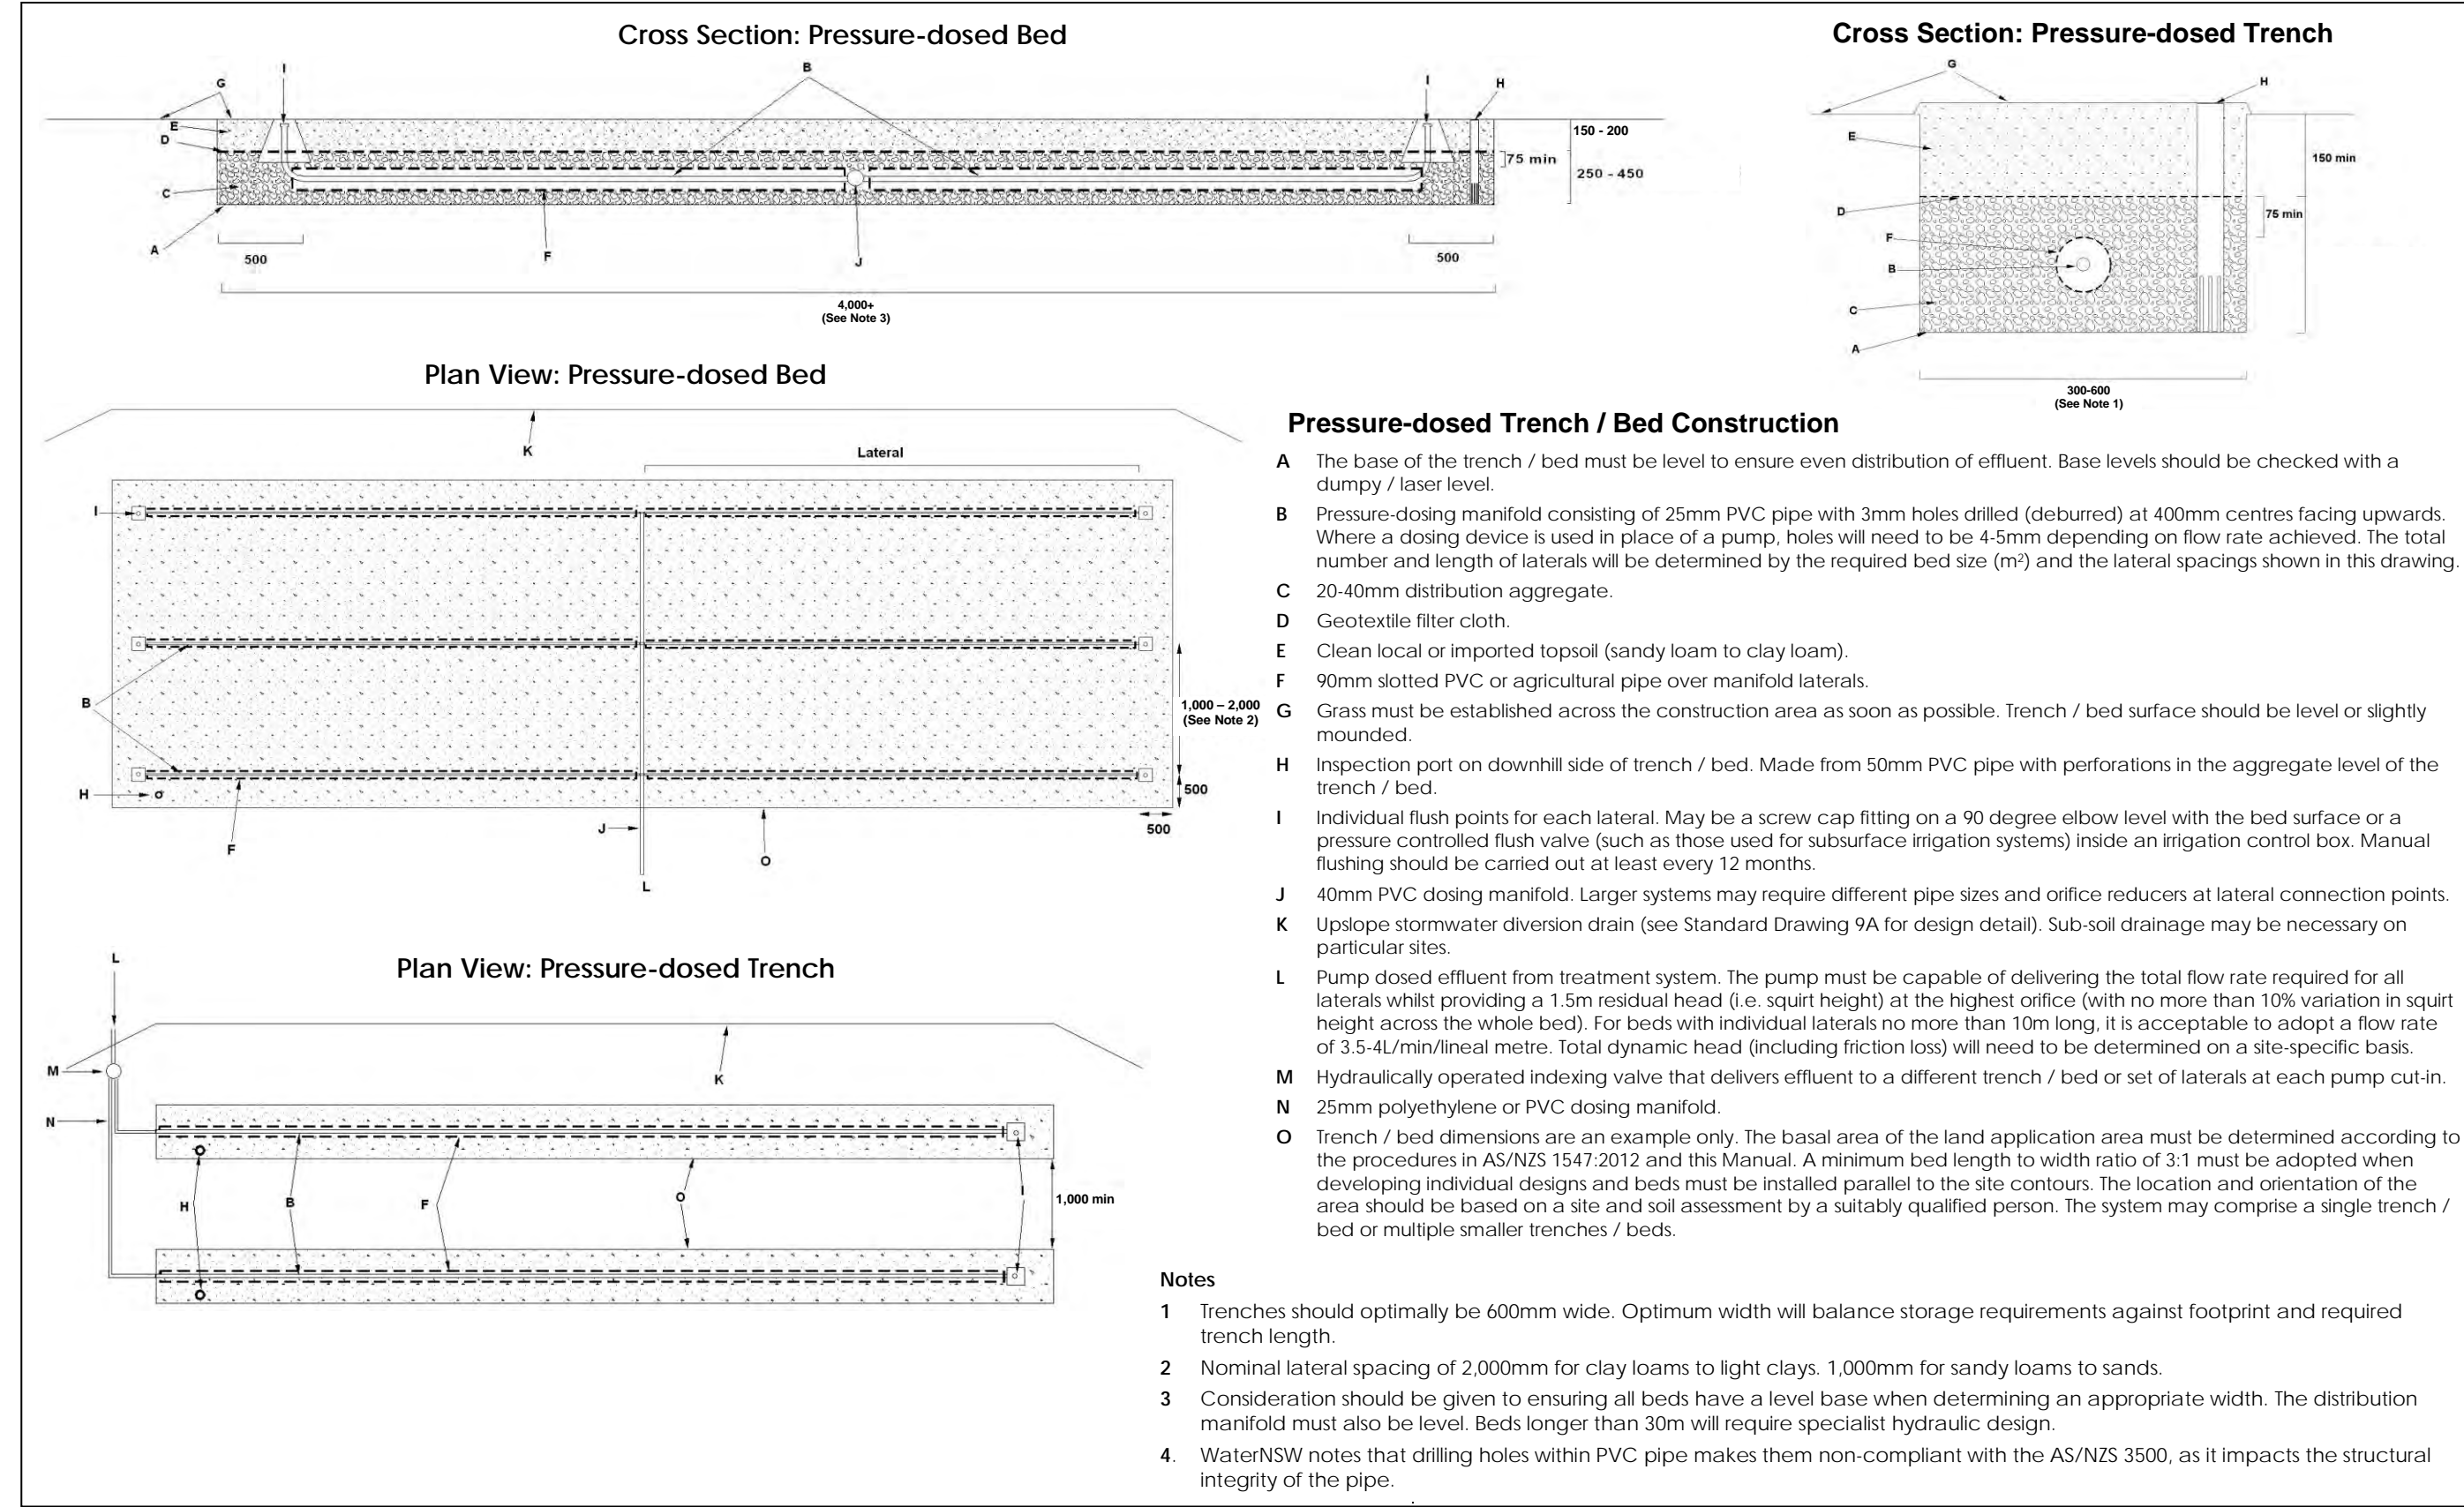 Cross Section: Pressure-dosed Bed
I
B
G
I
H
E
D
150 - 200
75 min
250 - 450
C
A
500
F
J
500
4,000+
(See Note 3)
Cross Section: Pressure-dosed Trench
G
H
E
150 min
D
75 min
F
B
C
A
300-600
(See Note 1)
Plan View: Pressure-dosed Bed
K
Lateral
I
B
1,000 – 2,000
(See Note 2)
H
500
J
500
F
O
L
Plan View: Pressure-dosed Trench
L
M
K
N
H
B
F
O
I
1,000 min
Pressure-dosed Trench / Bed Construction
A The base of the trench / bed must be level to ensure even distribution of effluent. Base levels should be checked with a
dumpy / laser level.
B Pressure-dosing manifold consisting of 25mm PVC pipe with 3mm holes drilled (deburred) at 400mm centres facing upwards.
Where a dosing device is used in place of a pump, holes will need to be 4-5mm depending on flow rate achieved. The total
number and length of laterals will be determined by the required bed size (m²) and the lateral spacings shown in this drawing.
C 20-40mm distribution aggregate.
D Geotextile filter cloth.
E Clean local or imported topsoil (sandy loam to clay loam).
F 90mm slotted PVC or agricultural pipe over manifold laterals.
G Grass must be established across the construction area as soon as possible. Trench / bed surface should be level or slightly
mounded.
H Inspection port on downhill side of trench / bed. Made from 50mm PVC pipe with perforations in the aggregate level of the
trench / bed.
I Individual flush points for each lateral. May be a screw cap fitting on a 90 degree elbow level with the bed surface or a
pressure controlled flush valve (such as those used for subsurface irrigation systems) inside an irrigation control box. Manual
flushing should be carried out at least every 12 months.
J 40mm PVC dosing manifold. Larger systems may require different pipe sizes and orifice reducers at lateral connection points.
K Upslope stormwater diversion drain (see Standard Drawing 9A for design detail). Sub-soil drainage may be necessary on
particular sites.
L Pump dosed effluent from treatment system. The pump must be capable of delivering the total flow rate required for all
laterals whilst providing a 1.5m residual head (i.e. squirt height) at the highest orifice (with no more than 10% variation in squirt
height across the whole bed). For beds with individual laterals no more than 10m long, it is acceptable to adopt a flow rate
of 3.5-4L/min/lineal metre. Total dynamic head (including friction loss) will need to be determined on a site-specific basis.
M Hydraulically operated indexing valve that delivers effluent to a different trench / bed or set of laterals at each pump cut-in.
N 25mm polyethylene or PVC dosing manifold.
O Trench / bed dimensions are an example only. The basal area of the land application area must be determined according to
the procedures in AS/NZS 1547:2012 and this Manual. A minimum bed length to width ratio of 3:1 must be adopted when
developing individual designs and beds must be installed parallel to the site contours. The location and orientation of the
area should be based on a site and soil assessment by a suitably qualified person. The system may comprise a single trench /
bed or multiple smaller trenches / beds.
Notes
1 Trenches should optimally be 600mm wide. Optimum width will balance storage requirements against footprint and required
trench length.
2 Nominal lateral spacing of 2,000mm for clay loams to light clays. 1,000mm for sandy loams to sands.
3 Consideration should be given to ensuring all beds have a level base when determining an appropriate width. The distribution
manifold must also be level. Beds longer than 30m will require specialist hydraulic design.
4. WaterNSW notes that drilling holes within PVC pipe makes them non-compliant with the AS/NZS 3500, as it impacts the structural
integrity of the pipe.